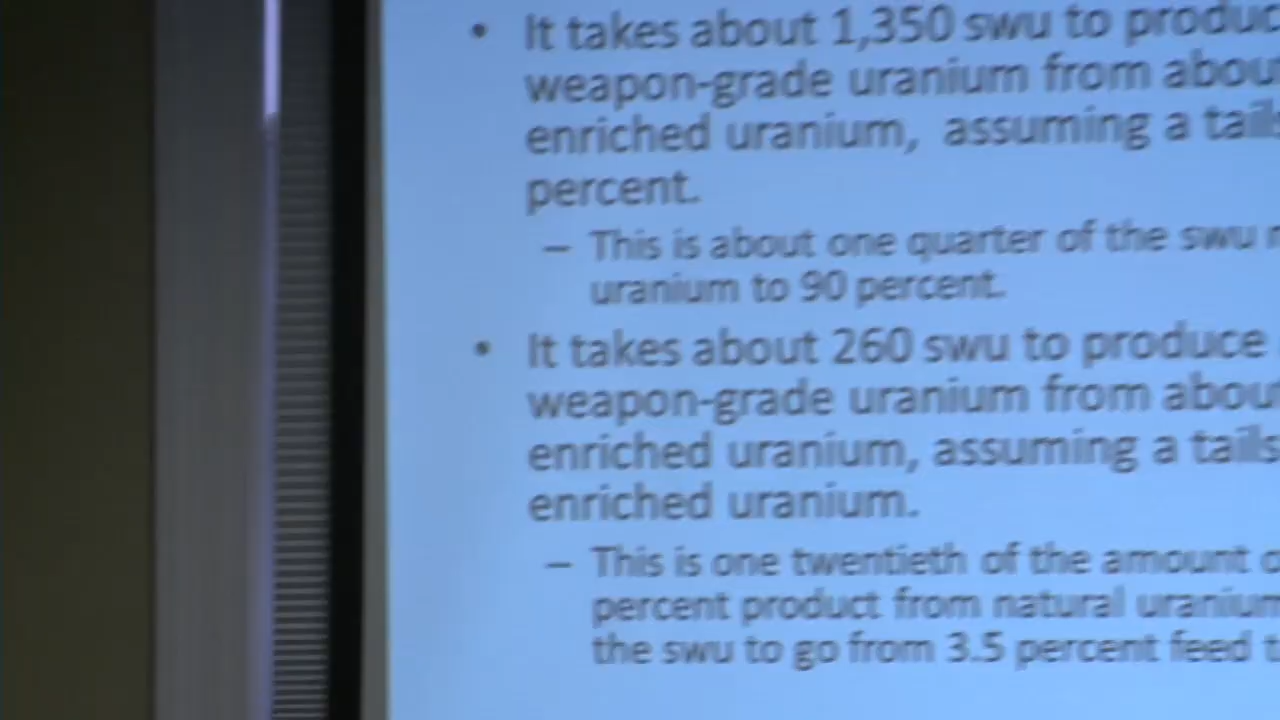 • It takes about 1,350 swu to produc
weapon-grade uranium from abou
enriched uranium, assuming a tails
percent.
– This is about one quarter of the swu
uranium to 90 percent.
• It takes about 260 swu to produce
weapon-grade uranium from abou
enriched uranium, assuming a tails
enriched uranium.
– This is one twentieth of the amount o
percent product from natural uranium
the swu to go from 3.5 percent feed t